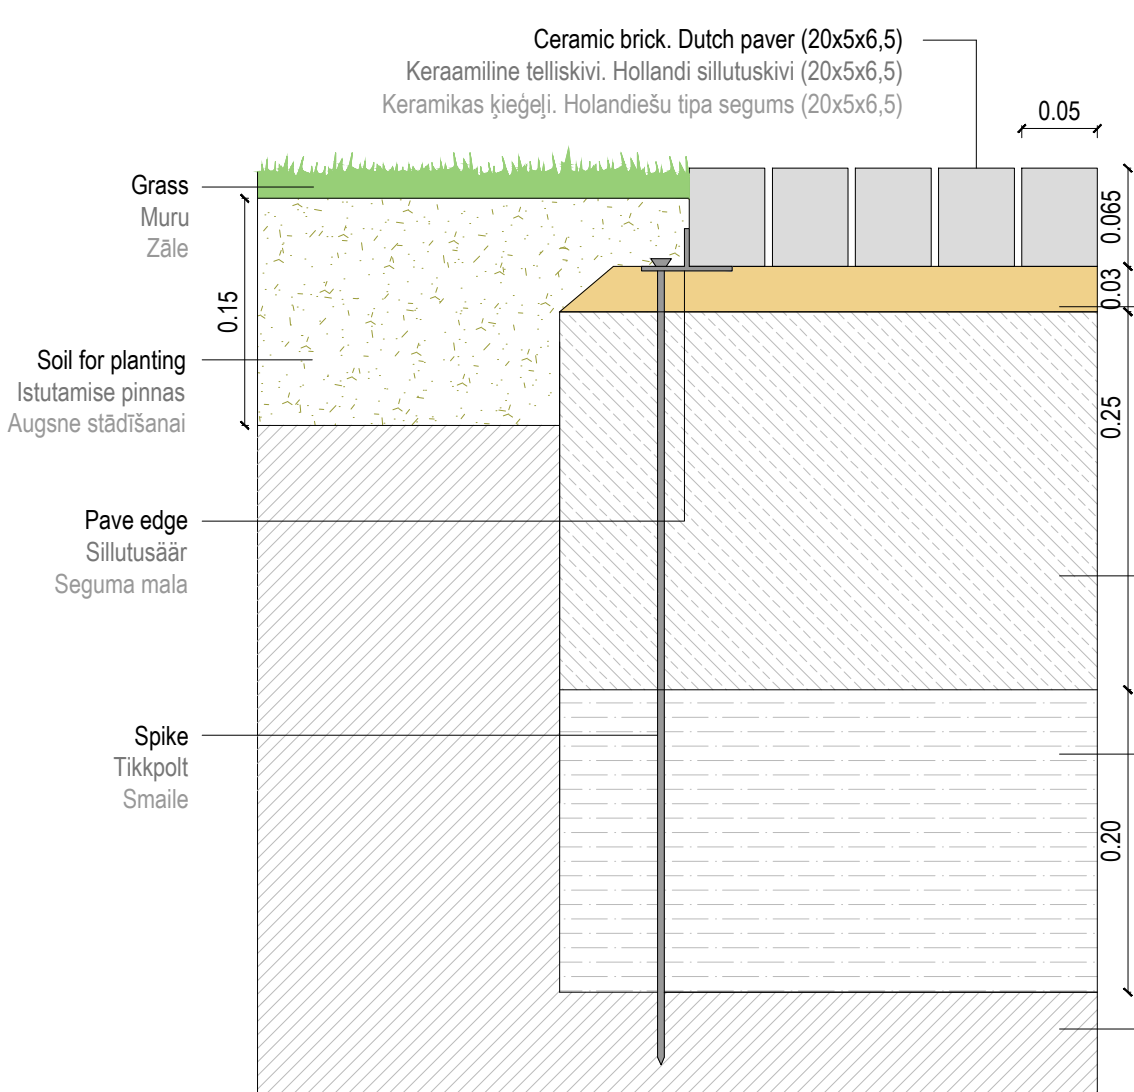 Ceramic brick. Dutch paver (20x5x6,5)
Keraamiline telliskivi. Hollandi sillutuskivi (20x5x6,5)
Keramikas ķieģeļi. Holandiešu tipa segums (20x5x6,5)
0.05
Grass
Muru
Zāle
0.065
0.03
0.15
Soil for planting
Istutamise pinnas
Augsne stādīšanai
0.25
Pave edge
Sillutusäär
Seguma mala
Spike
Tikkpolt
Smaile
0.20